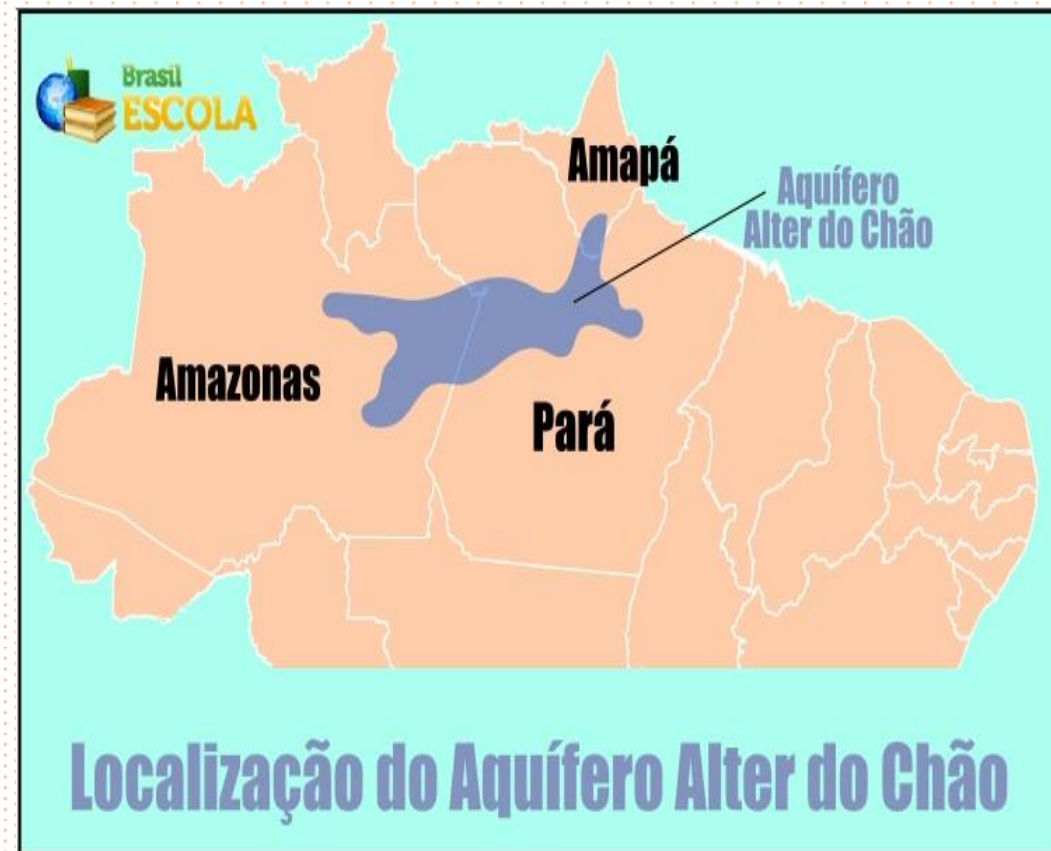 Brasil
ESCOLA
Amapá
Aquífero
Alter do Chão
Amazonas
Pará
Localização do Aquífero Alter do Chão